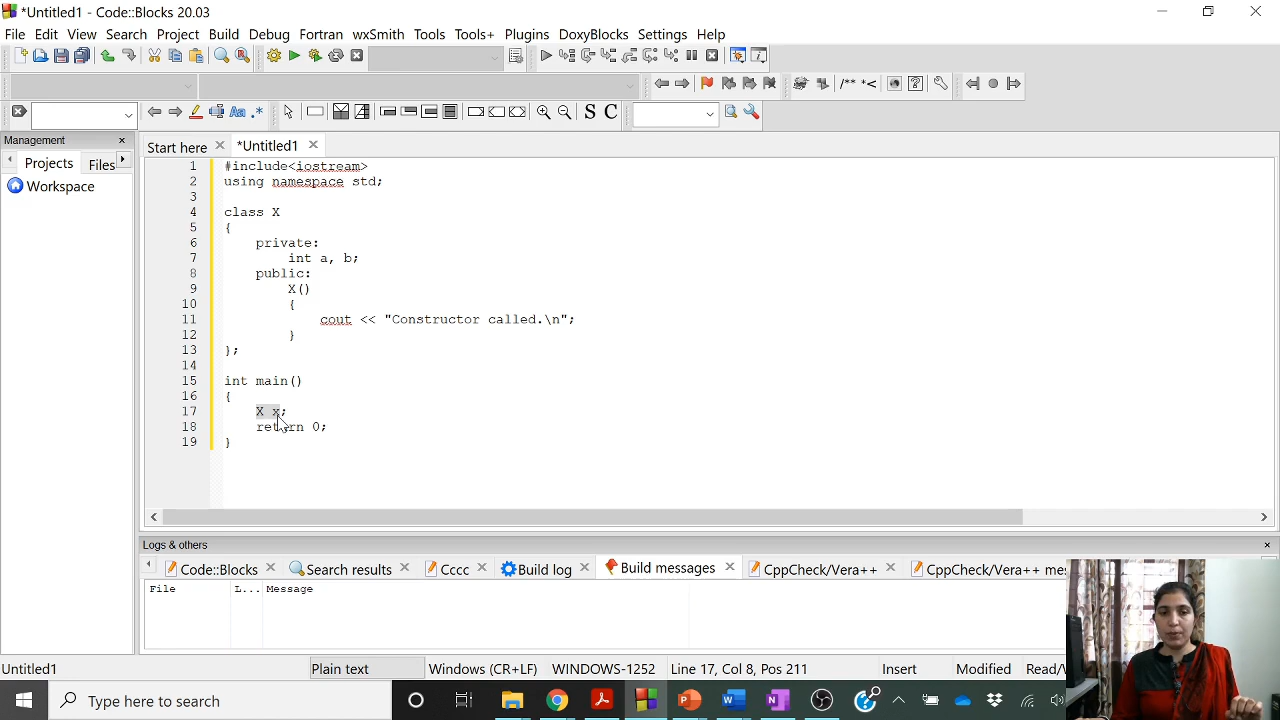 *Untitled1 - Code::Blocks 20.03
File Edit View Search Project Build Debug Fortran wxSmith Tools Tools+ Plugins DoxyBlocks Settings Help
/** *<
Aa .* S C
Management
Projects Files
Workspace
Start here *Untitled1
1 #include<iostream>
2 using namespace std;
3
4 class X
5 {
6 private:
7 int a, b;
8 public:
9 X()
10 {
11 cout << "Constructor called.\n";
12 }
13 };
14
15 int main()
16 {
17 X x;
18 return 0;
19 }
Logs & others
Code::Blocks Search results Build log Build messages CppCheck/Vera++ CppCheck/Vera++ mes
File L... Message
Untitled1 Plain text Windows (CR+LF) WINDOWS-1252 Line 17, Col 8, Pos 211 Insert Modified Read/W
Type here to search